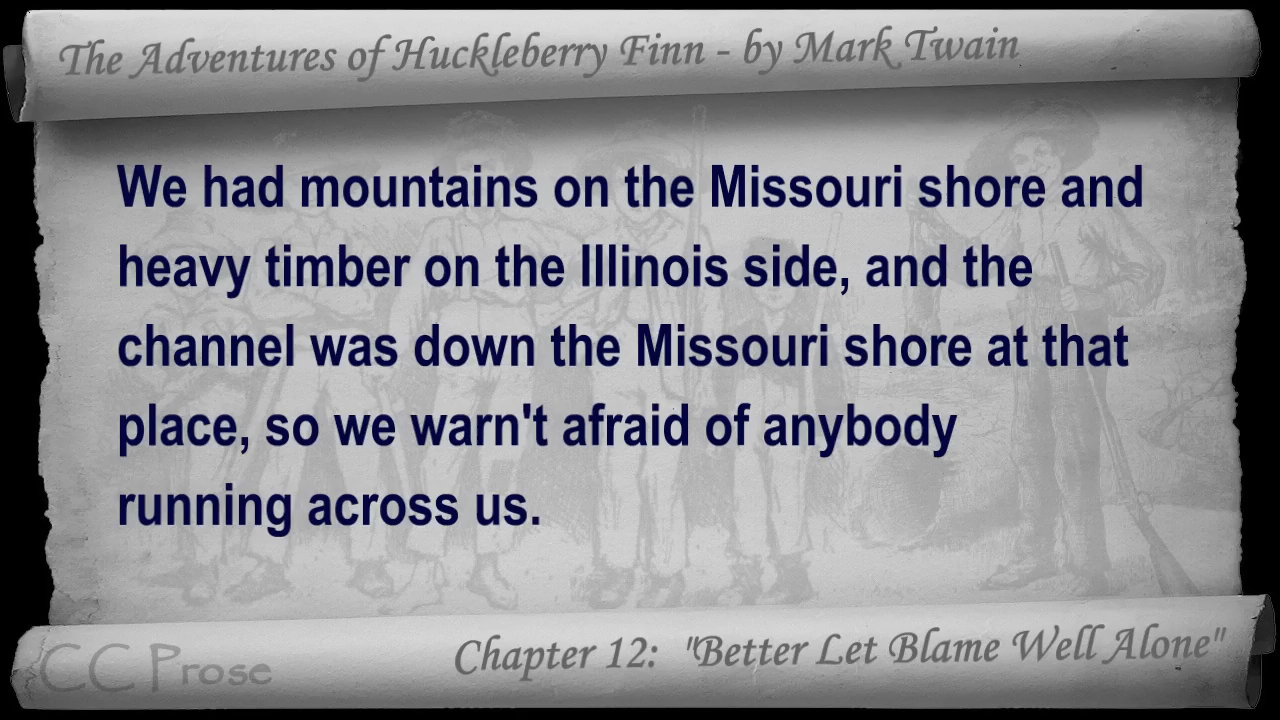 The Adventures of Huckleberry Finn - by Mark Twain
We had mountains on the Missouri shore and
heavy timber on the Illinois side, and the
channel was down the Missouri shore at that
place, so we warn't afraid of anybody
running across us.
CC Prose
Chapter 12: "Better Let Blame Well Alone"